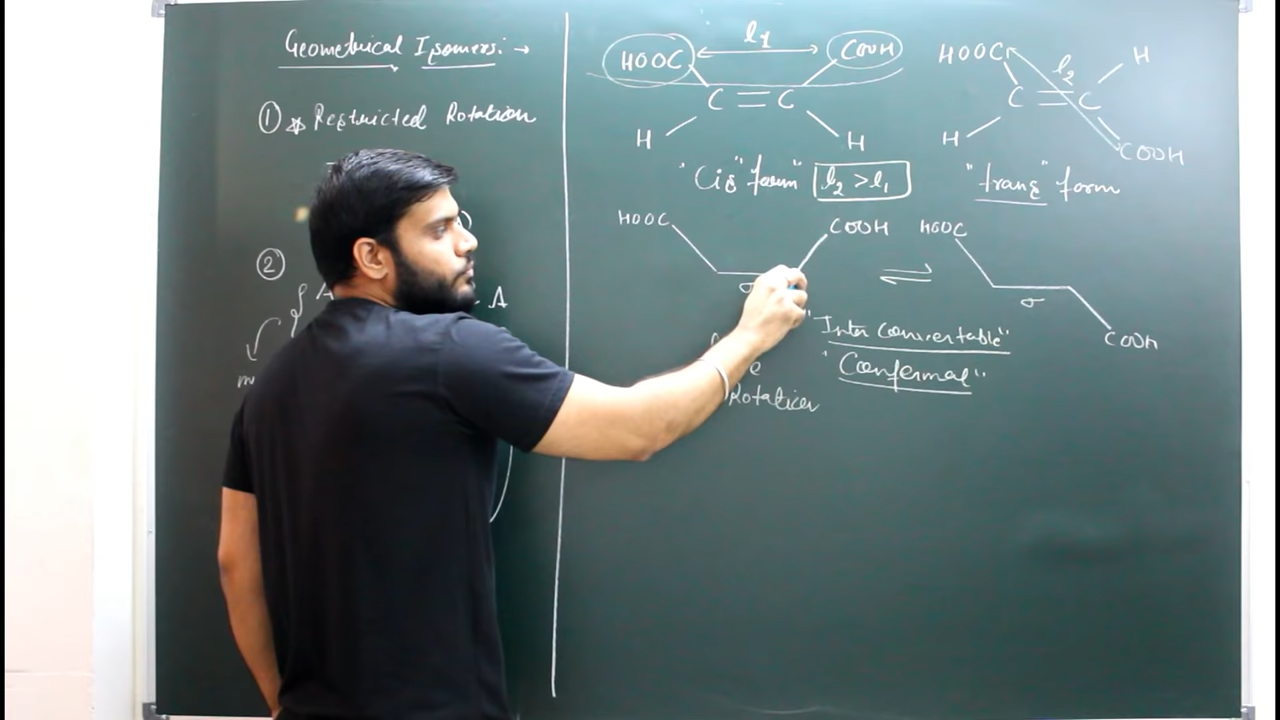 Geometrical Isomers: →
① ☆ Restricted Rotation
②
A
A
HOOC l1 COOH
C = C
H H
"Cis" form" l2 > l1
HOOC H
l2
C = C
H COOH
"trans" form
HOOC COOH ⇌ HOOC COOH
σ σ
"Inter convertable"
"Confermal"
Rotation